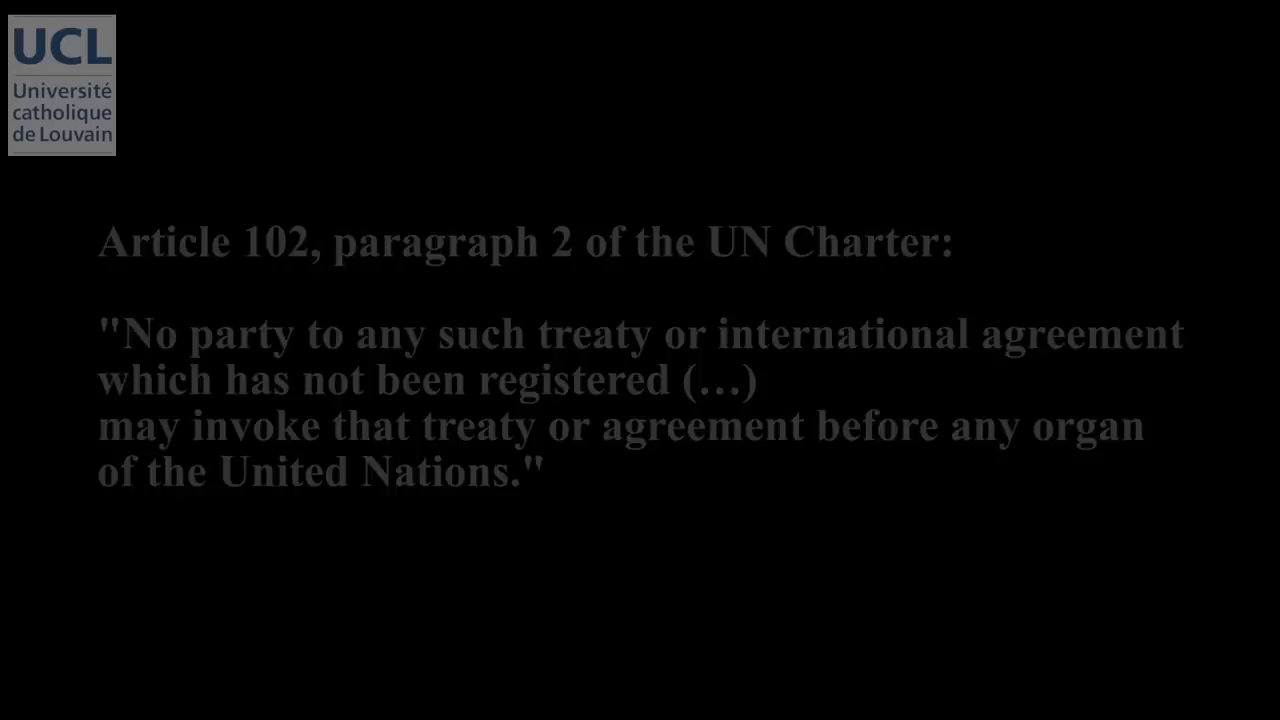 UCL
Université
catholique
de Louvain
Article 102, paragraph 2 of the UN Charter:
"No party to any such treaty or international agreement
which has not been registered (…)
may invoke that treaty or agreement before any organ
of the United Nations."